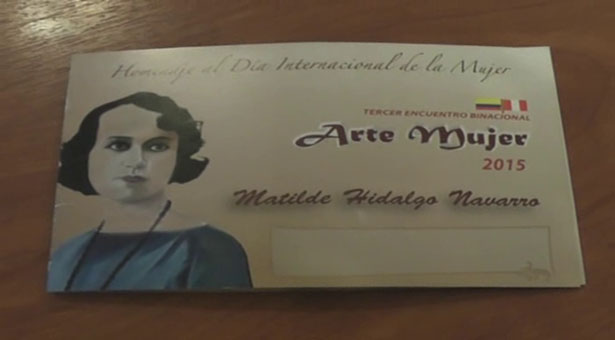 Homenaje al Día Internacional de la Mujer
TERCER ENCUENTRO BINACIONAL
Arte Mujer
2015
Matilde Hidalgo Navarro